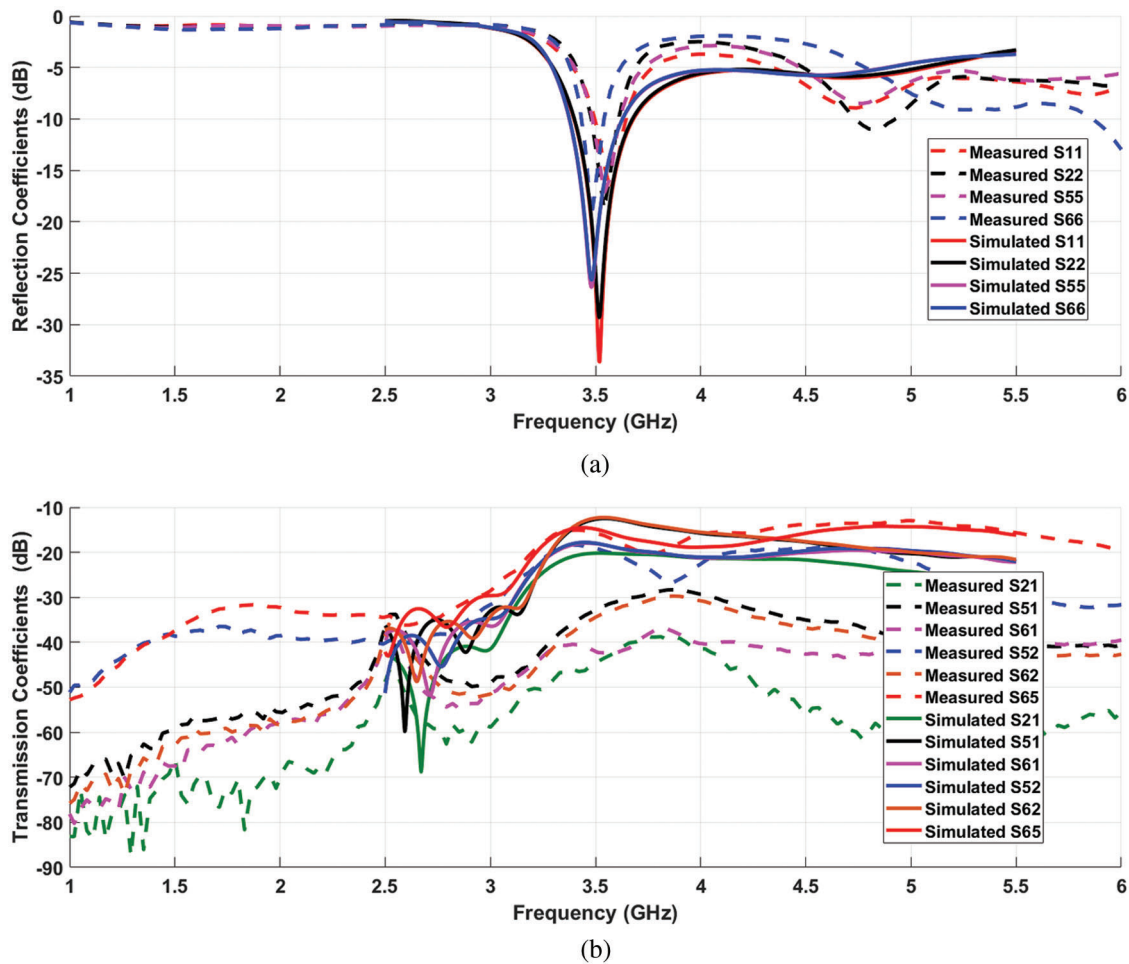 0
-5
-10
-15
-20
-25
-30
-35
Reflection Coefficients (dB)
Measured S11
Measured S22
Measured S55
Measured S66
Simulated S11
Simulated S22
Simulated S55
Simulated S66
1 1.5 2 2.5 3 3.5 4 4.5 5 5.5 6
Frequency (GHz)
(a)
-10
-20
-30
-40
-50
-60
-70
-80
-90
Transmission Coefficients (dB)
Measured S21
Measured S51
Measured S61
Measured S52
Measured S62
Measured S65
Simulated S21
Simulated S51
Simulated S61
Simulated S52
Simulated S62
Simulated S65
1 1.5 2 2.5 3 3.5 4 4.5 5 5.5 6
Frequency (GHz)
(b)